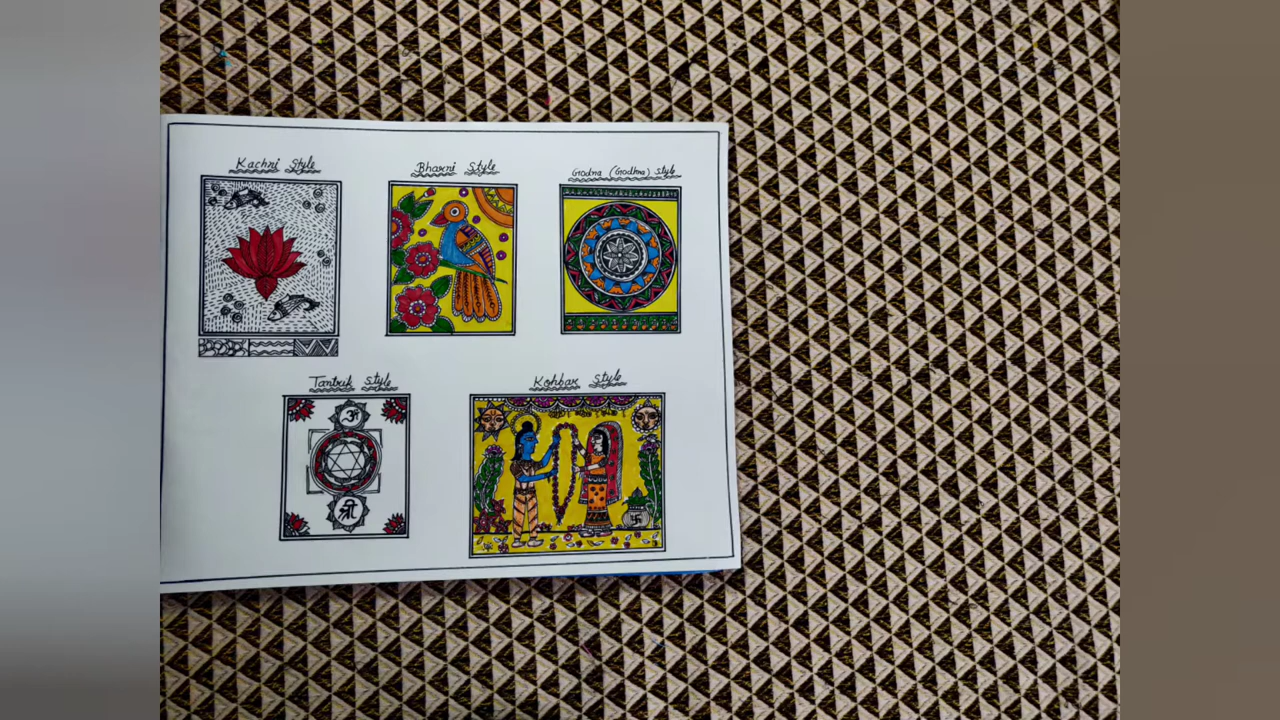 Kachni Style
Bharni Style
Godna (Godhna) style
Tantrik style
Kohbar style
ॐ
श्री